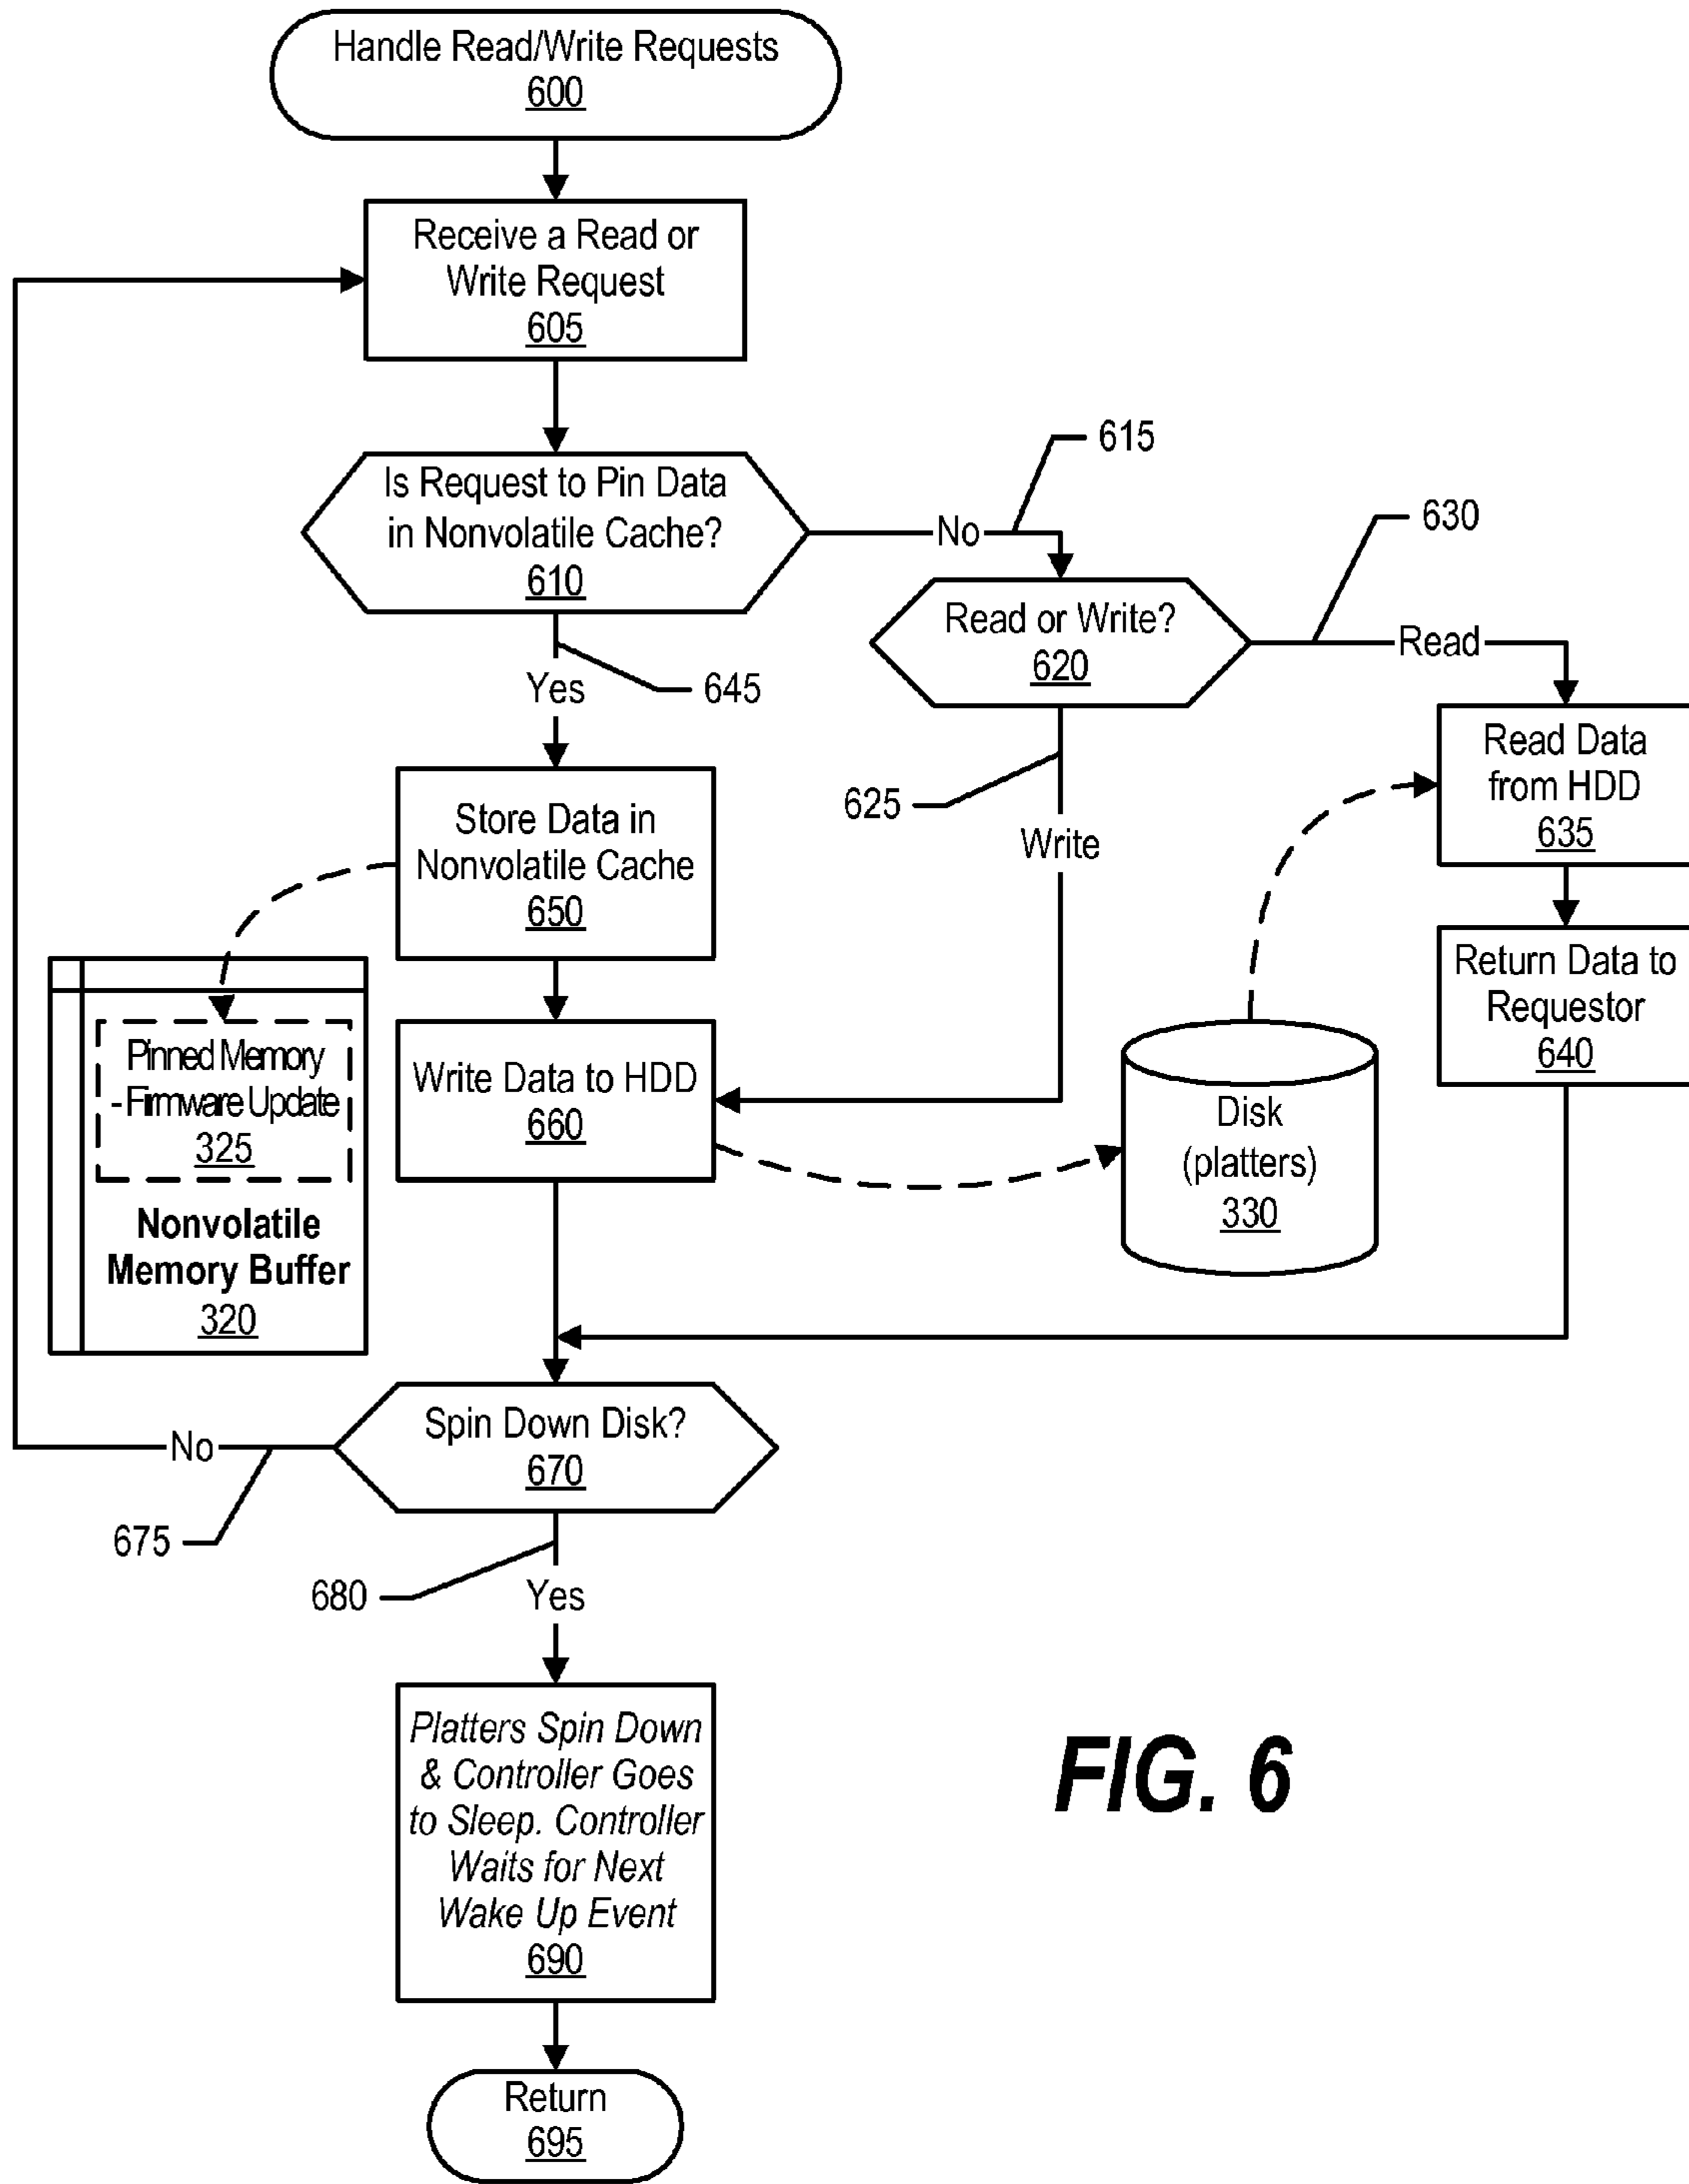 Handle Read/Write Requests
600
Receive a Read or
Write Request
605
Is Request to Pin Data
in Nonvolatile Cache?
610
No
615
Read or Write?
620
630
Read
Read Data
from HDD
635
Return Data to
Requestor
640
625
Write
Yes
645
Store Data in
Nonvolatile Cache
650
Pinned Memory
- Firmware Update
325
Nonvolatile
Memory Buffer
320
Write Data to HDD
660
Disk
(platters)
330
Spin Down Disk?
670
No
675
680
Yes
Platters Spin Down
& Controller Goes
to Sleep. Controller
Waits for Next
Wake Up Event
690
Return
695
FIG. 6